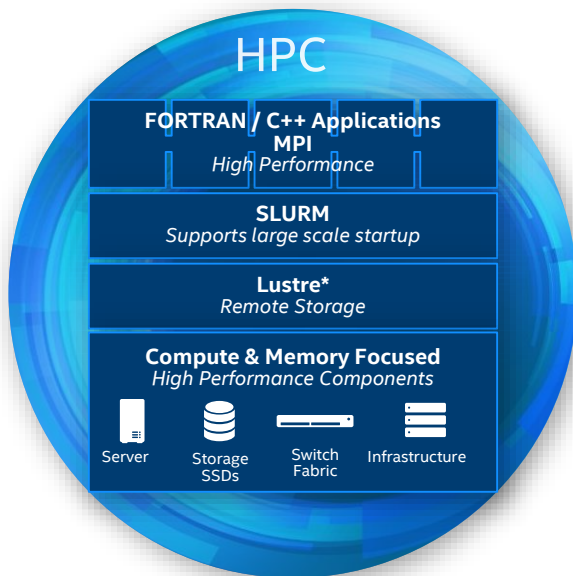 HPC
FORTRAN / C++ Applications
MPI
High Performance
SLURM
Supports large scale startup
Lustre*
Remote Storage
Compute & Memory Focused
High Performance Components
Server
Storage
SSDs
Switch
Fabric
Infrastructure